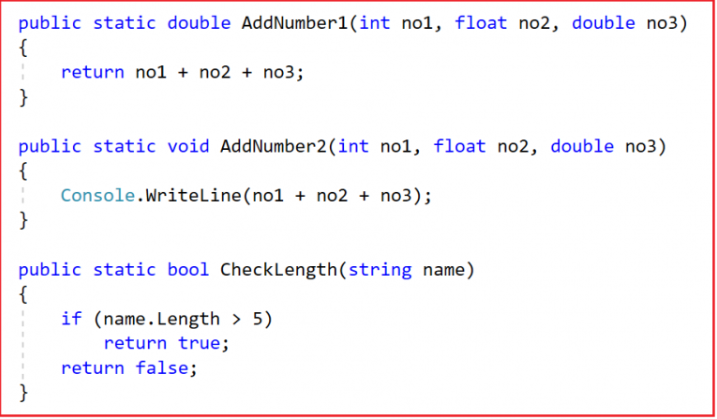 public static double AddNumber1(int no1, float no2, double no3)
{
    return no1 + no2 + no3;
}
public static void AddNumber2(int no1, float no2, double no3)
{
    Console.WriteLine(no1 + no2 + no3);
}
public static bool CheckLength(string name)
{
    if (name.Length > 5)
        return true;
    return false;
}